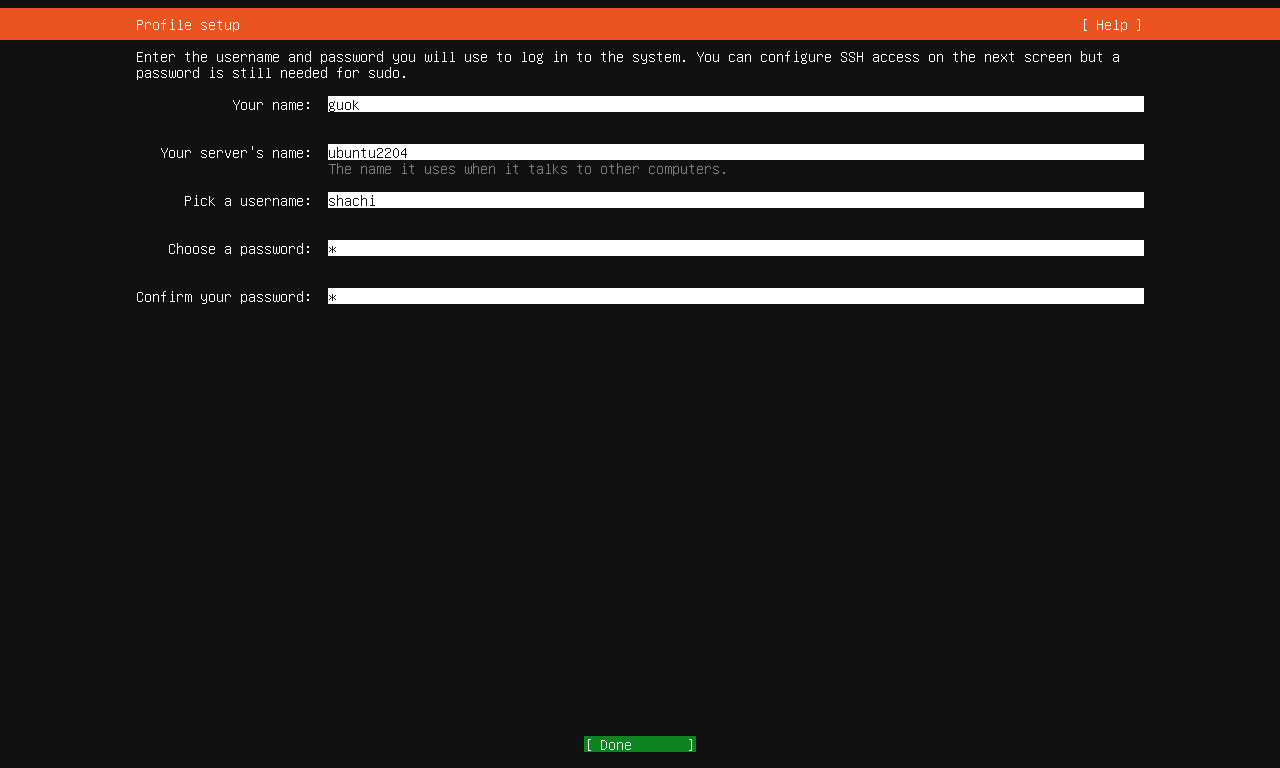 Profile setup [ Help ]
Enter the username and password you will use to log in to the system. You can configure SSH access on the next screen but a
password is still needed for sudo.
Your name: guok
Your server's name: ubuntu2204
The name it uses when it talks to other computers.
Pick a username: shachi
Choose a password: *
Confirm your password: *
[ Done ]